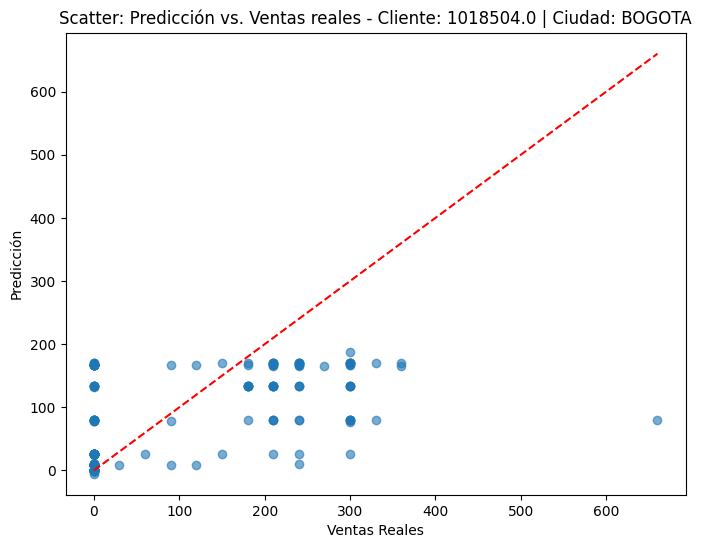 Scatter: Predicción vs. Ventas reales - Cliente: 1018504.0 | Ciudad: BOGOTA
600
500
400
300
200
100
0
Predicción
0 100 200 300 400 500 600
Ventas Reales